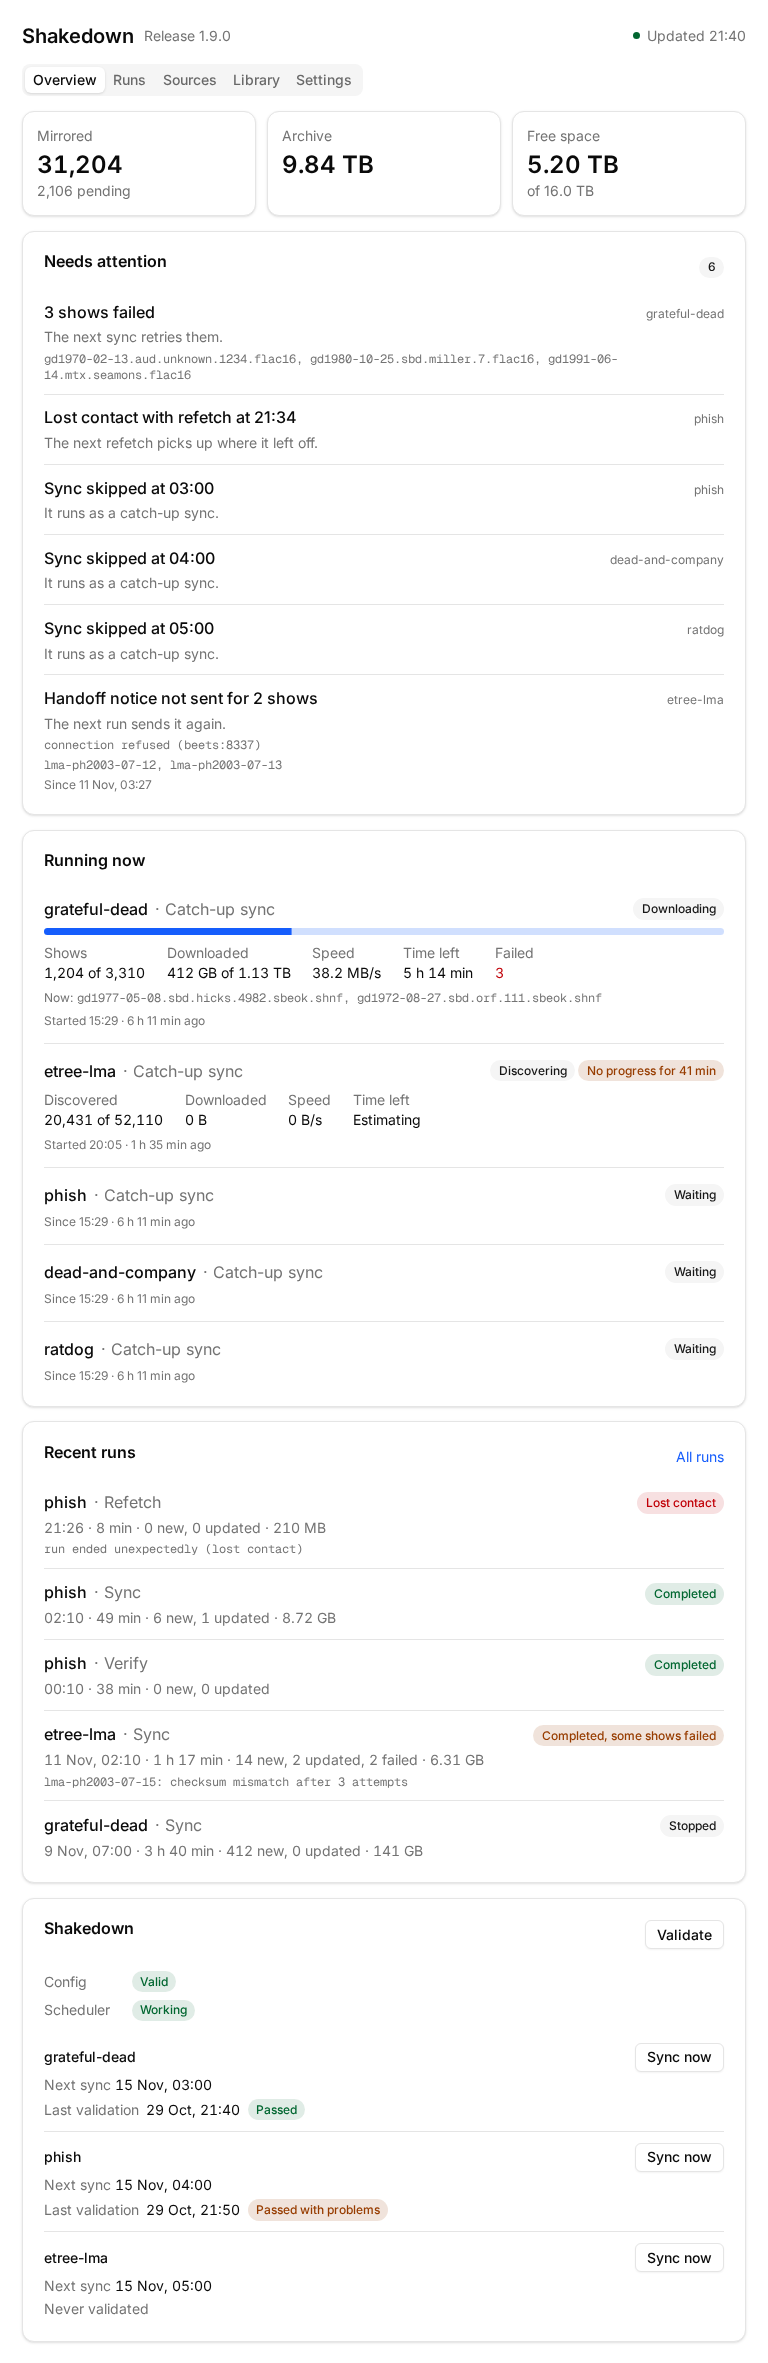 Shakedown Release 1.9.0
Updated 21:40
Overview Runs Sources Library Settings
Mirrored
31,204
2,106 pending
Archive
9.84 TB
Free space
5.20 TB
of 16.0 TB
Needs attention
6
3 shows failed
grateful-dead
The next sync retries them.
gd1970-02-13.aud.unknown.1234.flac16, gd1980-10-25.sbd.miller.7.flac16, gd1991-06-
14.mtx.seamons.flac16
Lost contact with refetch at 21:34
phish
The next refetch picks up where it left off.
Sync skipped at 03:00
phish
It runs as a catch-up sync.
Sync skipped at 04:00
dead-and-company
It runs as a catch-up sync.
Sync skipped at 05:00
ratdog
It runs as a catch-up sync.
Handoff notice not sent for 2 shows
etree-lma
The next run sends it again.
connection refused (beets:8337)
lma-ph2003-07-12, lma-ph2003-07-13
Since 11 Nov, 03:27
Running now
grateful-dead · Catch-up sync
Downloading
Shows Downloaded Speed Time left Failed
1,204 of 3,310 412 GB of 1.13 TB 38.2 MB/s 5 h 14 min 3
Now: gd1977-05-08.sbd.hicks.4982.sbeok.shnf, gd1972-08-27.sbd.orf.111.sbeok.shnf
Started 15:29 · 6 h 11 min ago
etree-lma · Catch-up sync
Discovering No progress for 41 min
Discovered Downloaded Speed Time left
20,431 of 52,110 0 B 0 B/s Estimating
Started 20:05 · 1 h 35 min ago
phish · Catch-up sync
Waiting
Since 15:29 · 6 h 11 min ago
dead-and-company · Catch-up sync
Waiting
Since 15:29 · 6 h 11 min ago
ratdog · Catch-up sync
Waiting
Since 15:29 · 6 h 11 min ago
Recent runs
All runs
phish · Refetch
Lost contact
21:26 · 8 min · 0 new, 0 updated · 210 MB
run ended unexpectedly (lost contact)
phish · Sync
Completed
02:10 · 49 min · 6 new, 1 updated · 8.72 GB
phish · Verify
Completed
00:10 · 38 min · 0 new, 0 updated
etree-lma · Sync
Completed, some shows failed
11 Nov, 02:10 · 1 h 17 min · 14 new, 2 updated, 2 failed · 6.31 GB
lma-ph2003-07-15: checksum mismatch after 3 attempts
grateful-dead · Sync
Stopped
9 Nov, 07:00 · 3 h 40 min · 412 new, 0 updated · 141 GB
Shakedown
Validate
Config Valid
Scheduler Working
grateful-dead
Sync now
Next sync 15 Nov, 03:00
Last validation 29 Oct, 21:40 Passed
phish
Sync now
Next sync 15 Nov, 04:00
Last validation 29 Oct, 21:50 Passed with problems
etree-lma
Sync now
Next sync 15 Nov, 05:00
Never validated